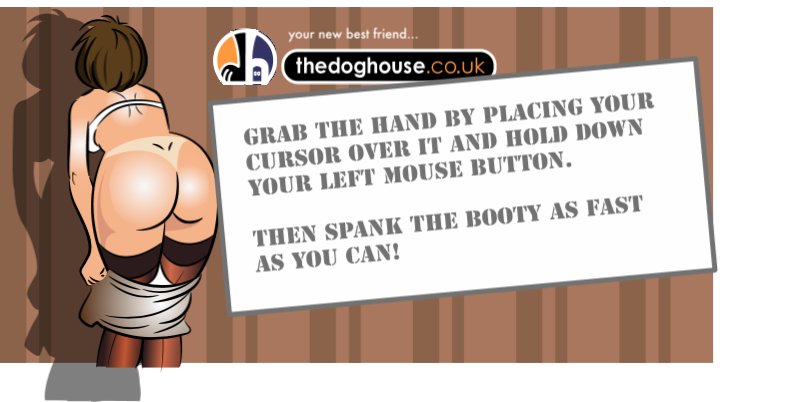 your new best friend...
thedoghouse.co.uk
GRAB THE HAND BY PLACING YOUR
CURSOR OVER IT AND HOLD DOWN
YOUR LEFT MOUSE BUTTON.
THEN SPANK THE BOOTY AS FAST
AS YOU CAN!